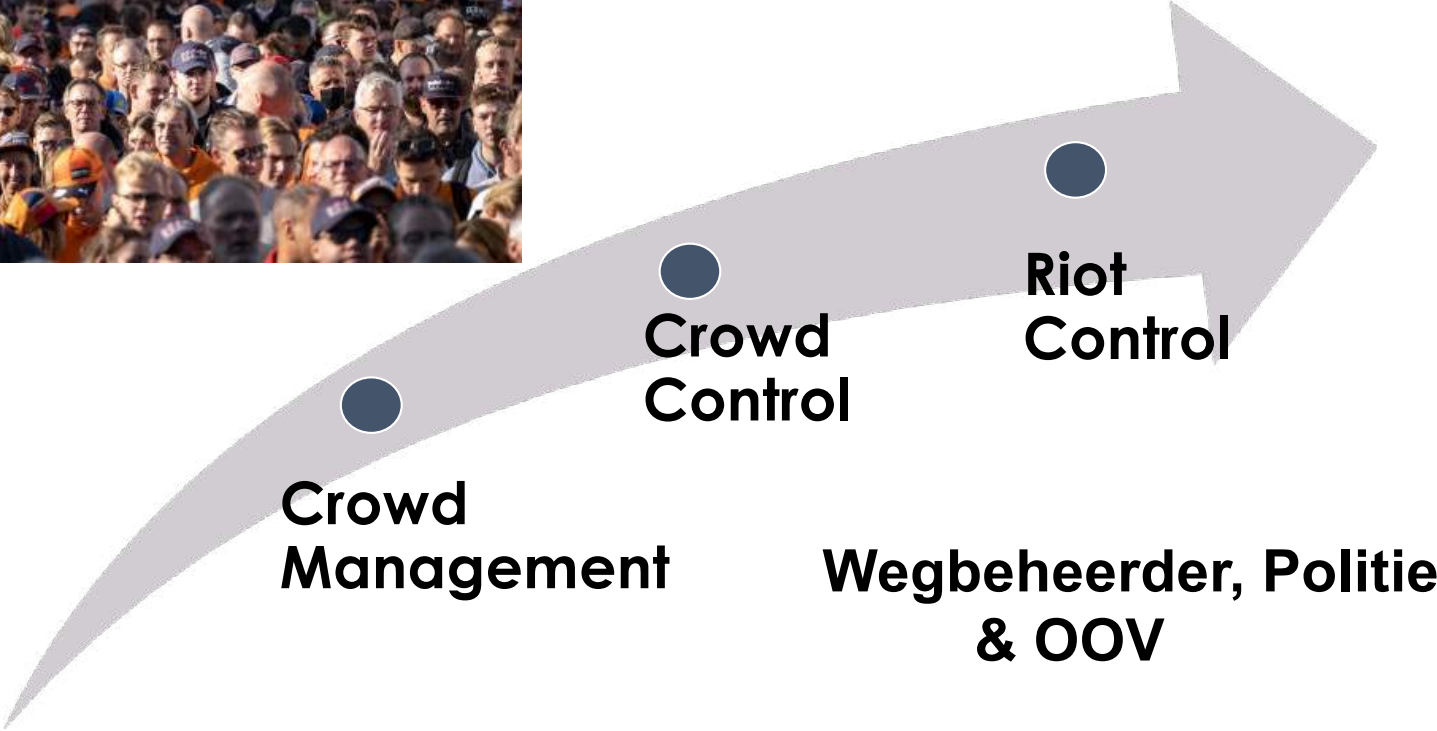 Riot
Control
Crowd
Control
Crowd
Management
Wegbeheerder, Politie
& OOV